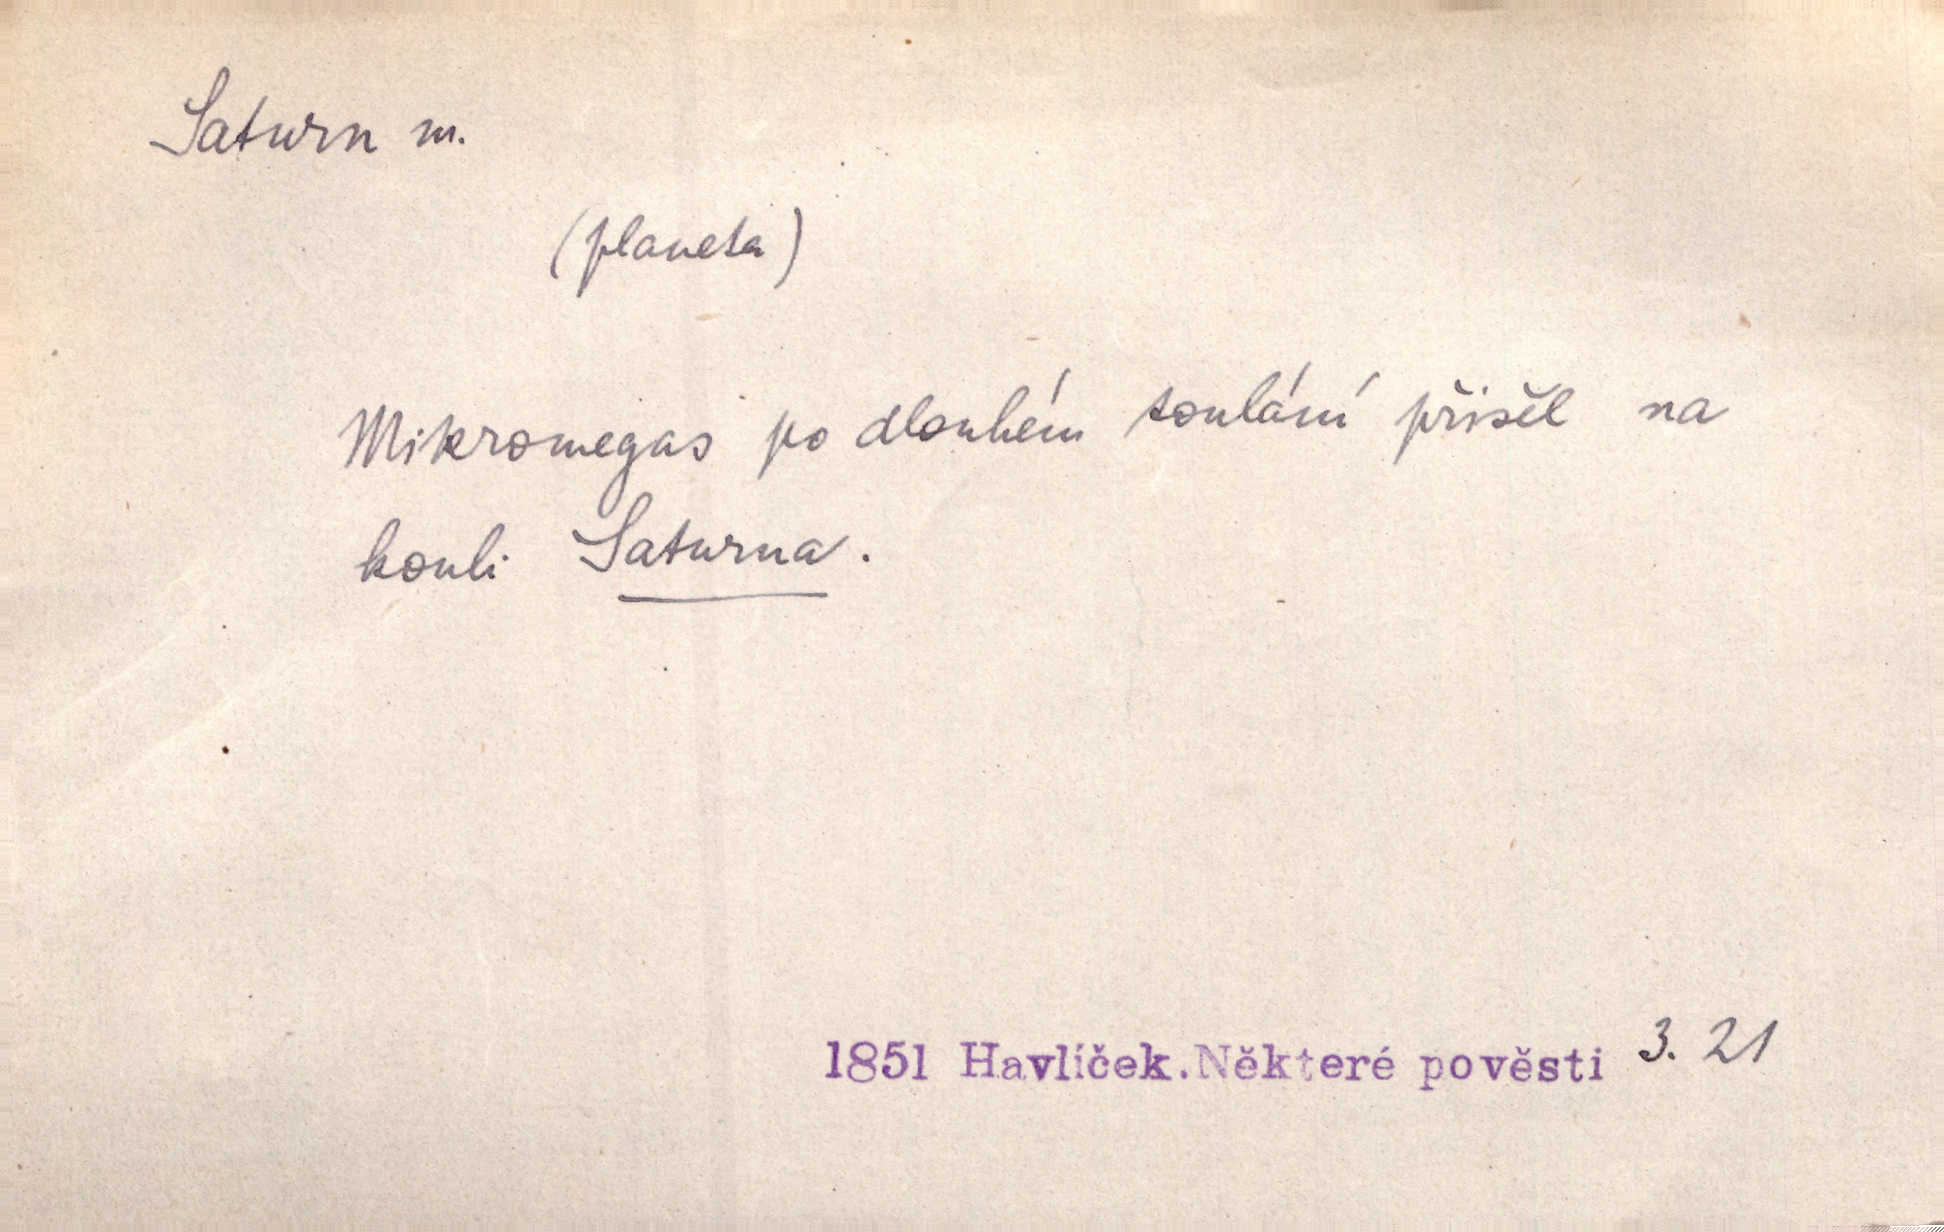 Saturn m.
(planeta)
Mikromegas po dlouhém toulání přišel na
kouli Saturna.
1851 Havlíček. Některé pověsti 3. 21